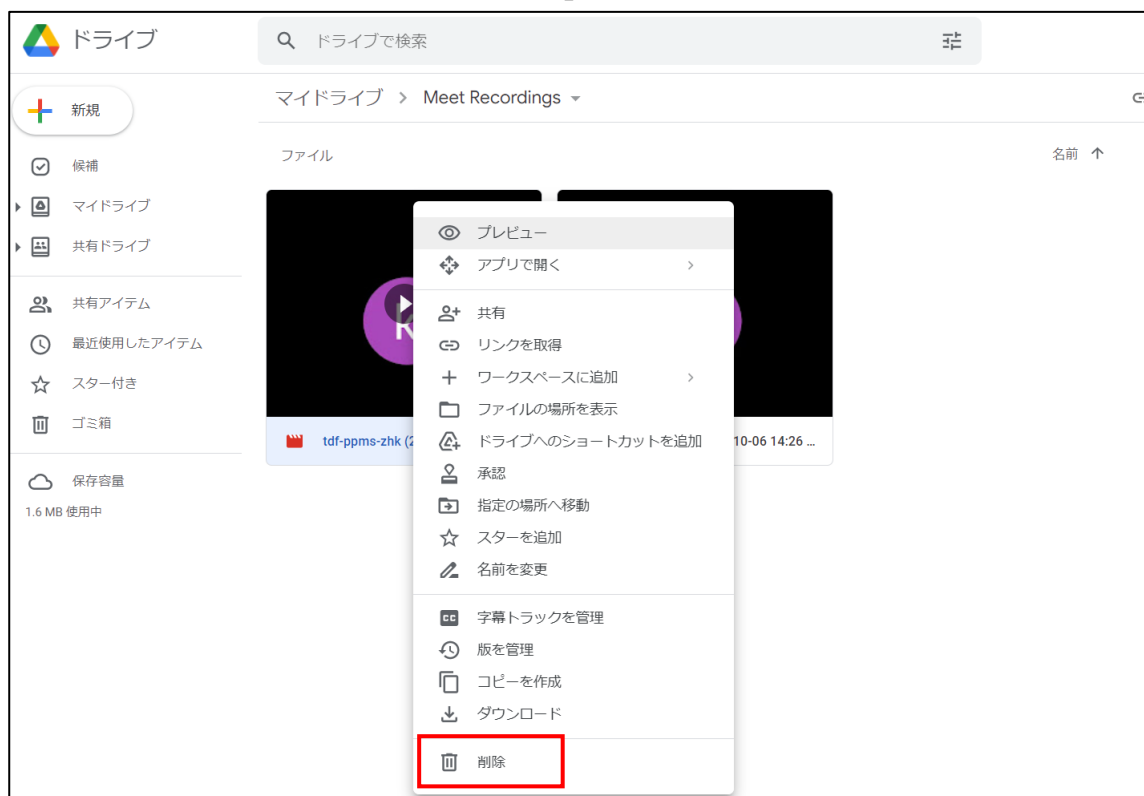 ドライブ
ドライブで検索
新規
マイドライブ > Meet Recordings
候補
マイドライブ
共有ドライブ
共有アイテム
最近使用したアイテム
スター付き
ゴミ箱
保存容量
1.6 MB 使用中
ファイル
名前
tdf-ppms-zhk (2
10-06 14:26 ...
プレビュー
アプリで開く
共有
リンクを取得
ワークスペースに追加
ファイルの場所を表示
ドライブへのショートカットを追加
承認
指定の場所へ移動
スターを追加
名前を変更
CC 字幕トラックを管理
版を管理
コピーを作成
ダウンロード
削除